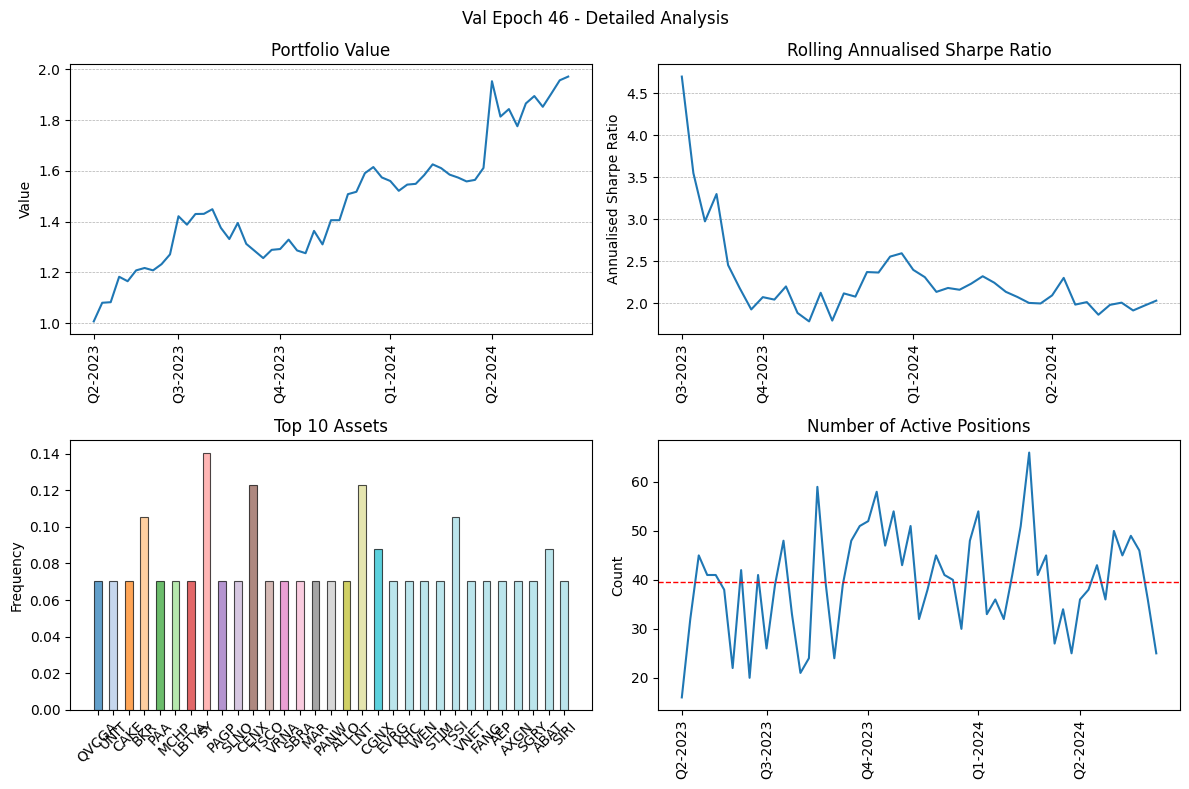 Val Epoch 46 - Detailed Analysis
Portfolio Value
Value
2.0
1.8
1.6
1.4
1.2
1.0
Q2-2023
Q3-2023
Q4-2023
Q1-2024
Q2-2024
Rolling Annualised Sharpe Ratio
Annualised Sharpe Ratio
4.5
4.0
3.5
3.0
2.5
2.0
Q3-2023
Q4-2023
Q1-2024
Q2-2024
Top 10 Assets
Frequency
0.14
0.12
0.10
0.08
0.06
0.04
0.02
0.00
QVCGA
UNIT
CAKE
BKR
PAA
MCHP
LBTYA
SY
PAGP
SLNO
CENX
TSCO
VRNA
SBRA
MAR
PANW
ALLO
LNT
CGNX
EVRG
KHC
WEN
STIM
TSSI
VNET
FANG
AEP
AXGN
SGRY
ABAT
SIRI
Number of Active Positions
Count
60
50
40
30
20
Q2-2023
Q3-2023
Q4-2023
Q1-2024
Q2-2024